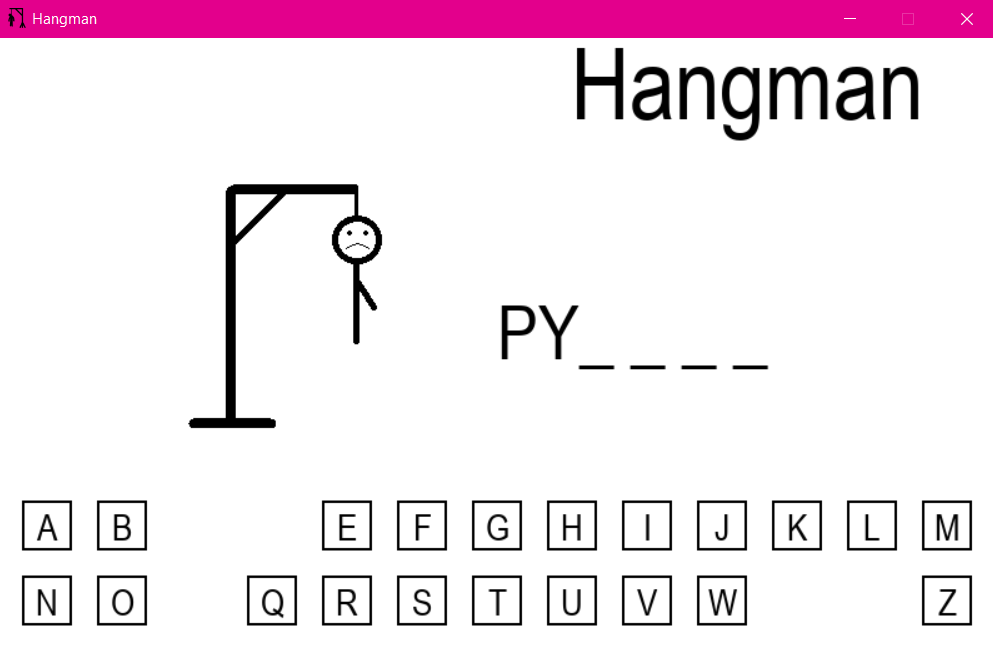 Hangman
Hangman
PY_ _ _ _
A B E F G H I J K L M
N O Q R S T U V W Z